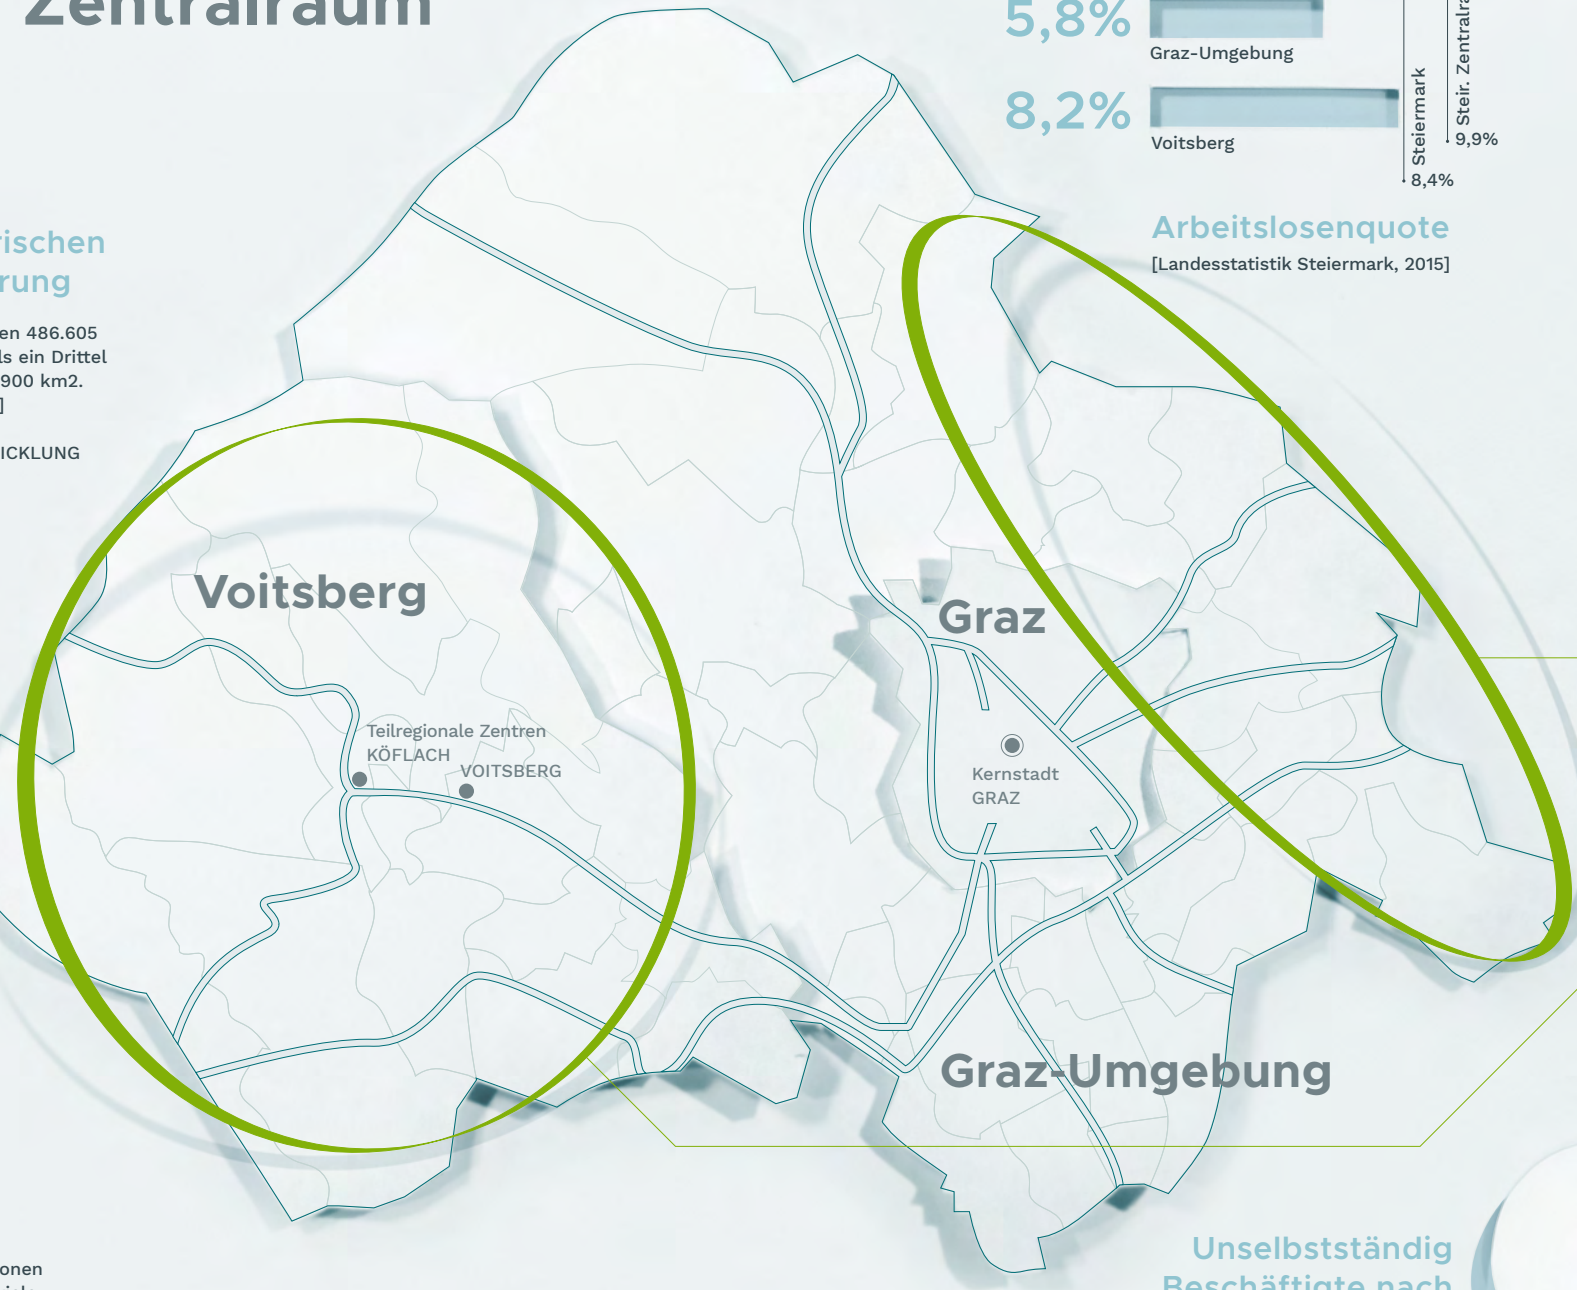 Zentralraum
5,8%
Graz-Umgebung
8,2%
Voitsberg
Steiermark
8,4%
Steir. Zentralra
9,9%
Arbeitslosenquote
[Landesstatistik Steiermark, 2015]
rischen
rung
en 486.605
ls ein Drittel
900 km2.
]
ICKLUNG
Voitsberg
Graz
Teilregionale Zentren
KÖFLACH
VOITSBERG
Kernstadt
GRAZ
Graz-Umgebung
Unselbstständig
Beschäftigte nach
onen